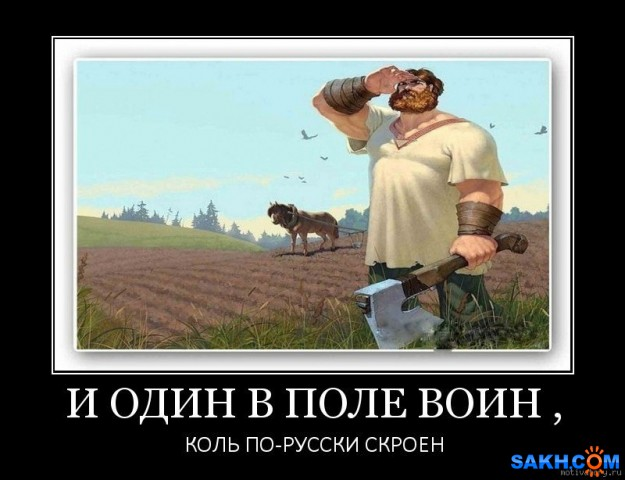 И ОДИН В ПОЛЕ ВОИН ,
КОЛЬ ПО-РУССКИ СКРОЕН
SAKH.COM